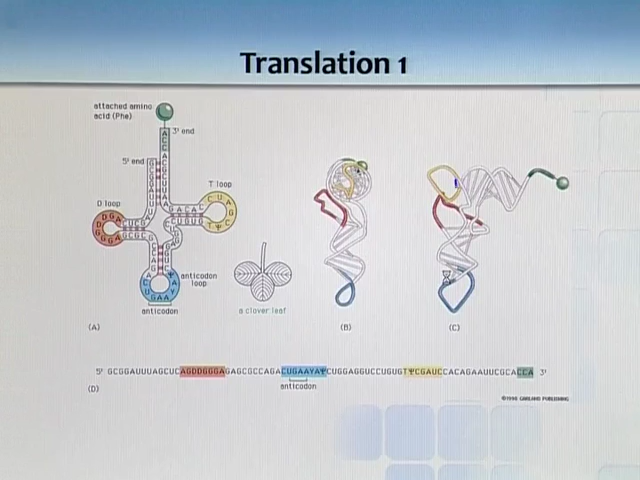 Translation 1
attached amino
acid (Phe)
3' end
5' end
T loop
D loop
anticodon
loop
anticodon
a clover leaf
(A)
(B)
(C)
5' GCGGAUUUAGCUCAGDDGGGAGAGCGCCAGACUGAAYAΨCUGGAGGUCCUGUGTΨCGAUCCACAGAAUUCGCACCA 3'
anticodon
(D)
©1998 GARLAND PUBLISHING